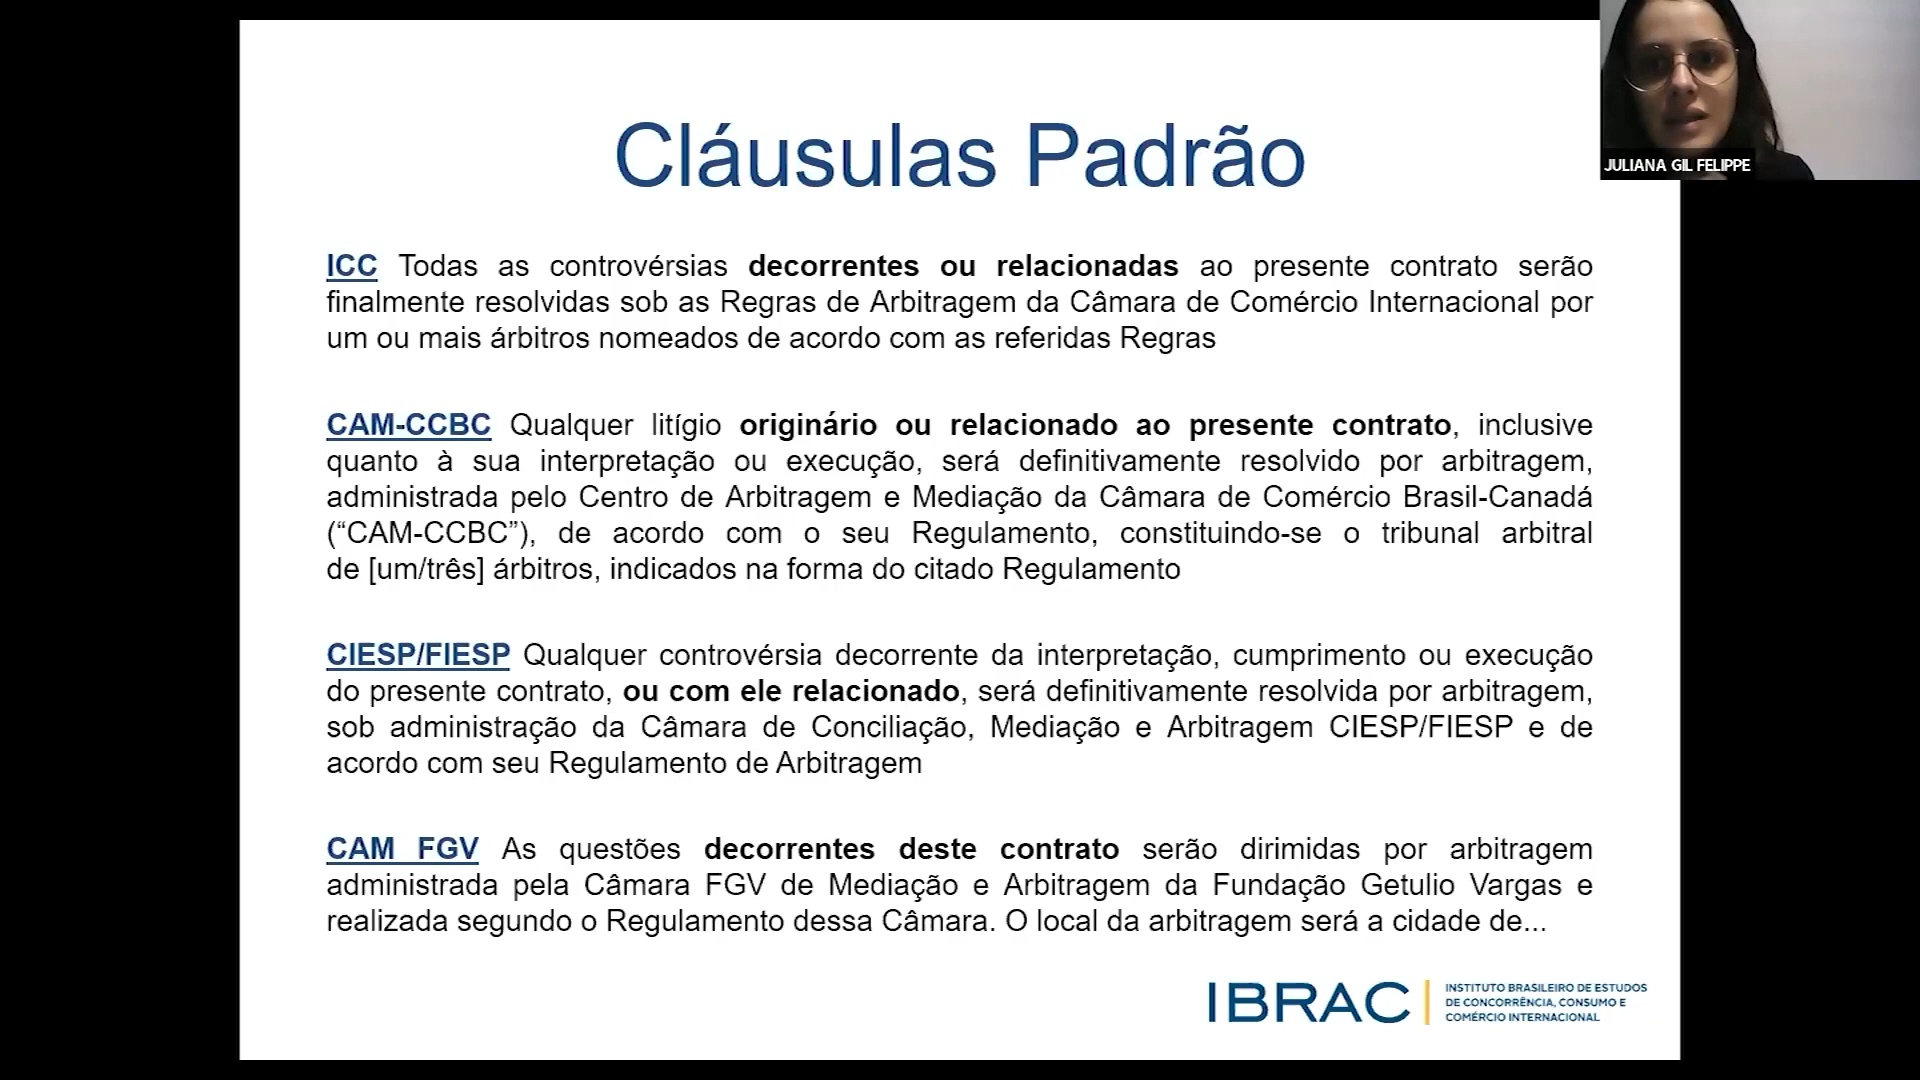 Cláusulas Padrão
JULIANA GIL FELIPPE
ICC Todas as controvérsias decorrentes ou relacionadas ao presente contrato serão
finalmente resolvidas sob as Regras de Arbitragem da Câmara de Comércio Internacional por
um ou mais árbitros nomeados de acordo com as referidas Regras
CAM-CCBC Qualquer litígio originário ou relacionado ao presente contrato, inclusive
quanto à sua interpretação ou execução, será definitivamente resolvido por arbitragem,
administrada pelo Centro de Arbitragem e Mediação da Câmara de Comércio Brasil-Canadá
(“CAM-CCBC”), de acordo com o seu Regulamento, constituindo-se o tribunal arbitral
de [um/três] árbitros, indicados na forma do citado Regulamento
CIESP/FIESP Qualquer controvérsia decorrente da interpretação, cumprimento ou execução
do presente contrato, ou com ele relacionado, será definitivamente resolvida por arbitragem,
sob administração da Câmara de Conciliação, Mediação e Arbitragem CIESP/FIESP e de
acordo com seu Regulamento de Arbitragem
CAM FGV As questões decorrentes deste contrato serão dirimidas por arbitragem
administrada pela Câmara FGV de Mediação e Arbitragem da Fundação Getulio Vargas e
realizada segundo o Regulamento dessa Câmara. O local da arbitragem será a cidade de...
IBRAC
INSTITUTO BRASILEIRO DE ESTUDOS
DE CONCORRÊNCIA, CONSUMO E
COMÉRCIO INTERNACIONAL